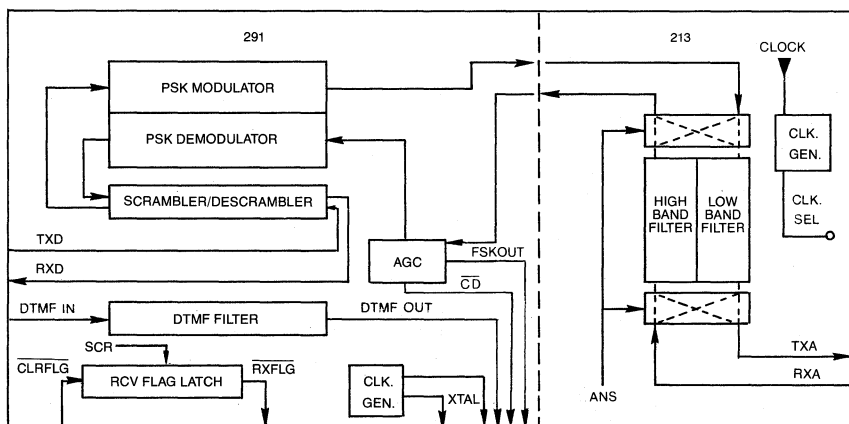 291
213
CLOCK
PSK MODULATOR
PSK DEMODULATOR
SCRAMBLER/DESCRAMBLER
CLK.
GEN.
HIGH
BAND
FILTER
LOW
BAND
FILTER
CLK.
SEL
TXD
RXD
AGC
FSKOUT
CD
DTMF IN
DTMF FILTER
DTMF OUT
SCR
CLRFLG
RCV FLAG LATCH
RXFLG
CLK.
GEN.
XTAL
TXA
RXA
ANS